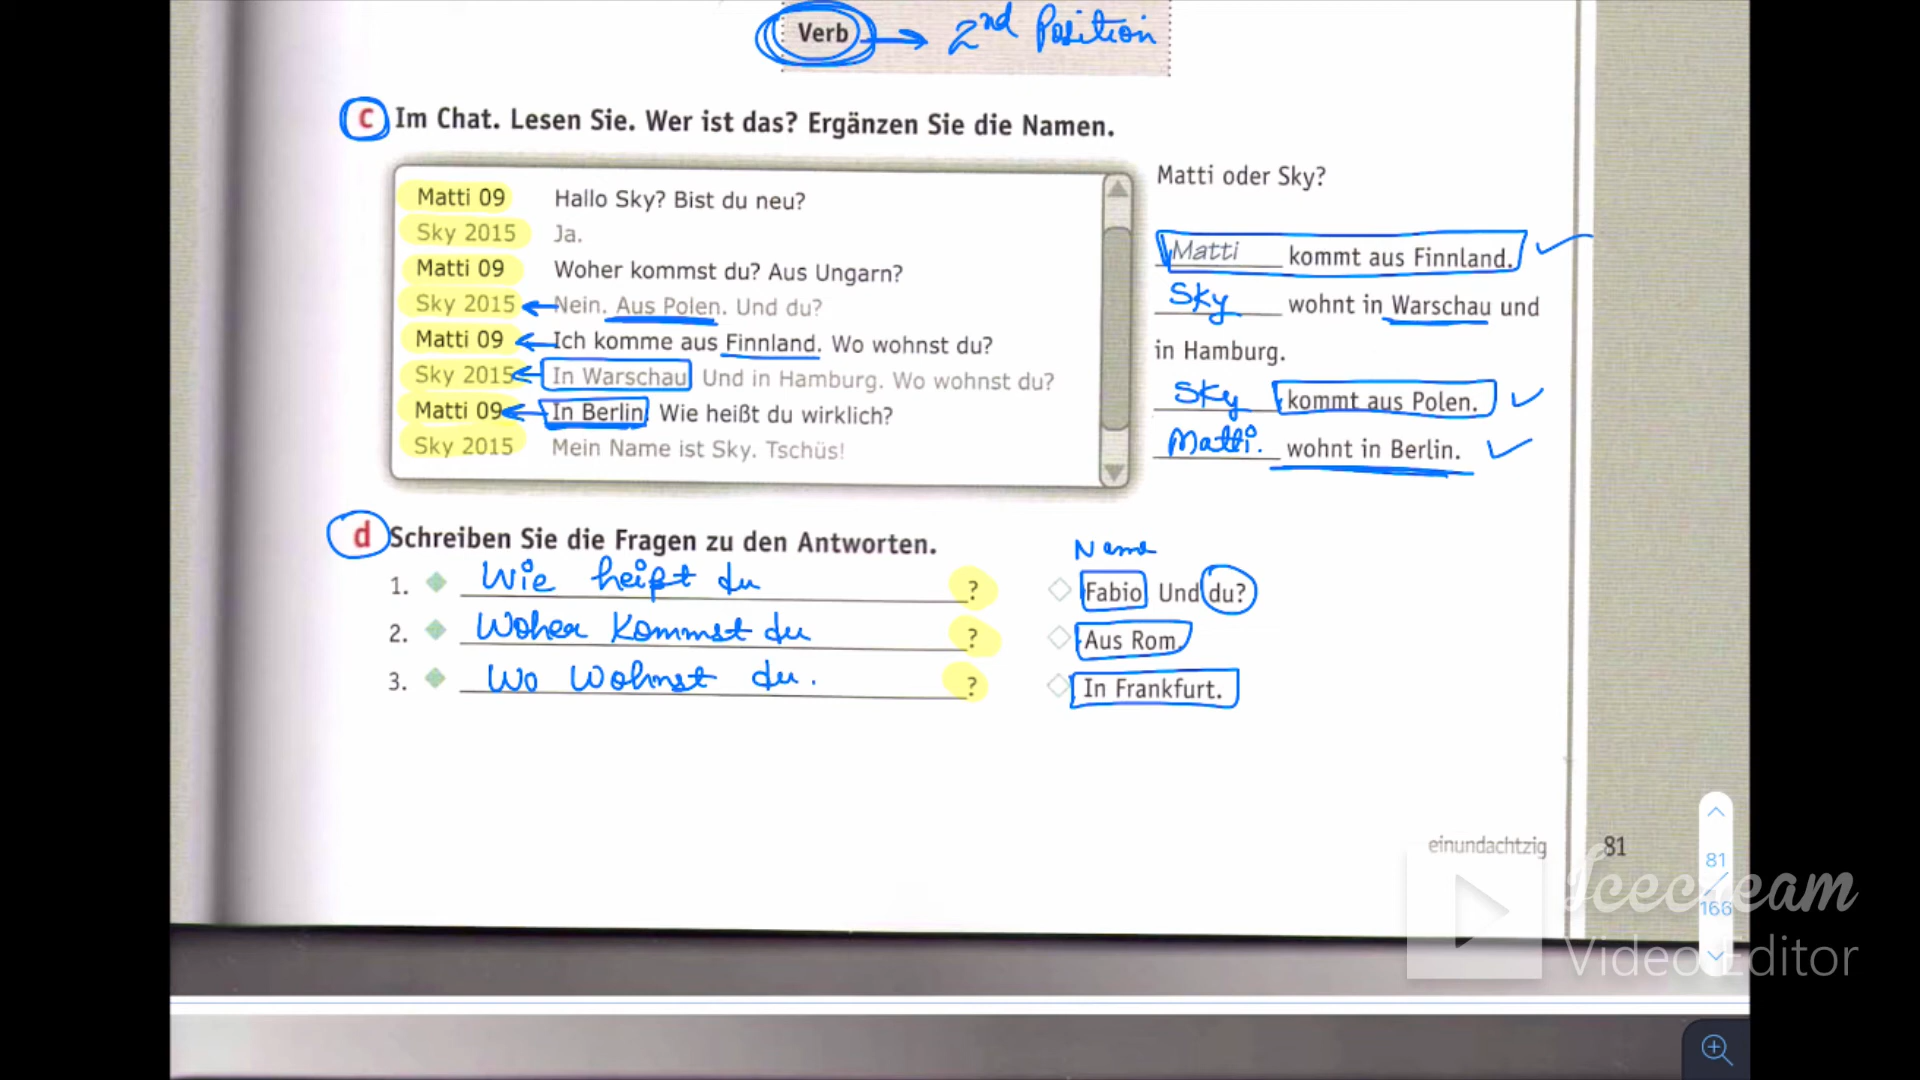 Verb → 2nd Position
c Im Chat. Lesen Sie. Wer ist das? Ergänzen Sie die Namen.
Matti 09 Hallo Sky? Bist du neu?
Sky 2015 Ja.
Matti 09 Woher kommst du? Aus Ungarn?
Sky 2015 Nein. Aus Polen. Und du?
Matti 09 Ich komme aus Finnland. Wo wohnst du?
Sky 2015 In Warschau Und in Hamburg. Wo wohnst du?
Matti 09 In Berlin Wie heißt du wirklich?
Sky 2015 Mein Name ist Sky. Tschüs!
Matti oder Sky?
Matti kommt aus Finnland.
Sky wohnt in Warschau und
in Hamburg.
Sky kommt aus Polen.
Matti. wohnt in Berlin.
d Schreiben Sie die Fragen zu den Antworten.
Name
1. Wie heißt du ? Fabio Und du?
2. Woher kommst du ? Aus Rom.
3. Wo wohnst du. ? In Frankfurt.
einundachtzig 81
81
166
Icecream
Video Editor